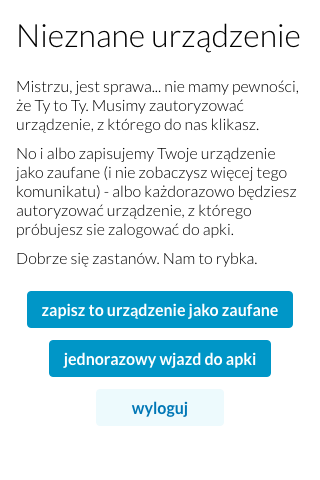 Nieznane urządzenie
Mistrzu, jest sprawa... nie mamy pewności,
że Ty to Ty. Musimy zautoryzować
urządzenie, z którego do nas klikasz.
No i albo zapisujemy Twoje urządzenie
jako zaufane (i nie zobaczysz więcej tego
komunikatu) - albo każdorazowo będziesz
autoryzować urządzenie, z którego
próbujesz sie zalogować do apki.
Dobrze się zastanów. Nam to rybka.
zapisz to urządzenie jako zaufane
jednorazowy wjazd do apki
wyloguj